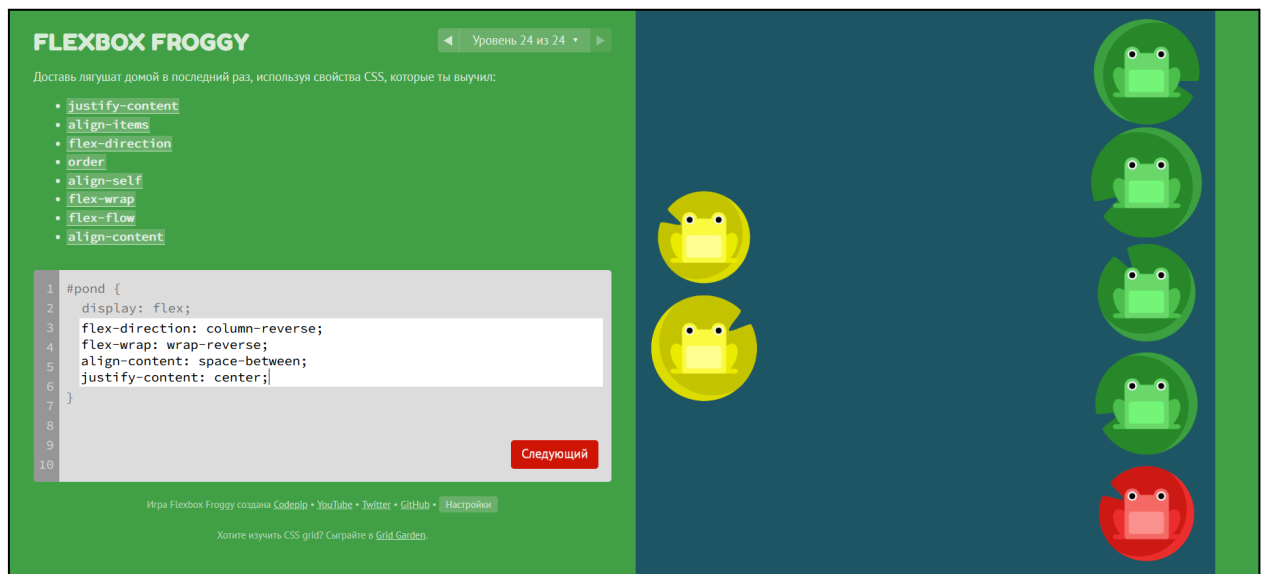 FLEXBOX FROGGY
◀ Уровень 24 из 24 ▼ ▶
Доставь лягушат домой в последний раз, используя свойства CSS, которые ты выучил:
• justify-content
• align-items
• flex-direction
• order
• align-self
• flex-wrap
• flex-flow
• align-content
1 #pond {
2 display: flex;
3 flex-direction: column-reverse;
4 flex-wrap: wrap-reverse;
5 align-content: space-between;
6 justify-content: center;
7 }
8
9
10
Следующий
Игра Flexbox Froggy создана Codepip • YouTube • Twitter • GitHub • Настройки
Хотите изучить CSS grid? Сыграйте в Grid Garden.